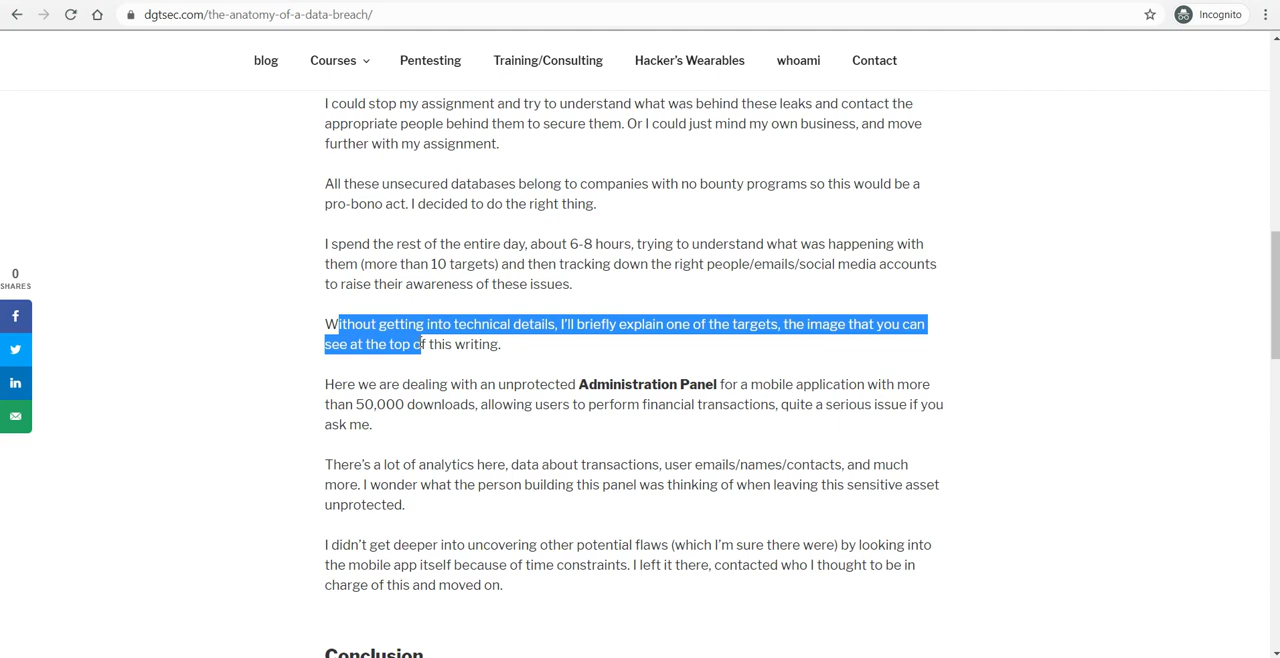 dgtsec.com/the-anatomy-of-a-data-breach/
Incognito
blog
Courses
Pentesting
Training/Consulting
Hacker's Wearables
whoami
Contact
I could stop my assignment and try to understand what was behind these leaks and contact the
appropriate people behind them to secure them. Or I could just mind my own business, and move
further with my assignment.
All these unsecured databases belong to companies with no bounty programs so this would be a
pro-bono act. I decided to do the right thing.
I spend the rest of the entire day, about 6-8 hours, trying to understand what was happening with
them (more than 10 targets) and then tracking down the right people/emails/social media accounts
to raise their awareness of these issues.
0
SHARES
Without getting into technical details, I'll briefly explain one of the targets, the image that you can
see at the top of this writing.
Here we are dealing with an unprotected Administration Panel for a mobile application with more
than 50,000 downloads, allowing users to perform financial transactions, quite a serious issue if you
ask me.
There's a lot of analytics here, data about transactions, user emails/names/contacts, and much
more. I wonder what the person building this panel was thinking of when leaving this sensitive asset
unprotected.
I didn't get deeper into uncovering other potential flaws (which I'm sure there were) by looking into
the mobile app itself because of time constraints. I left it there, contacted who I thought to be in
charge of this and moved on.
Conclusion